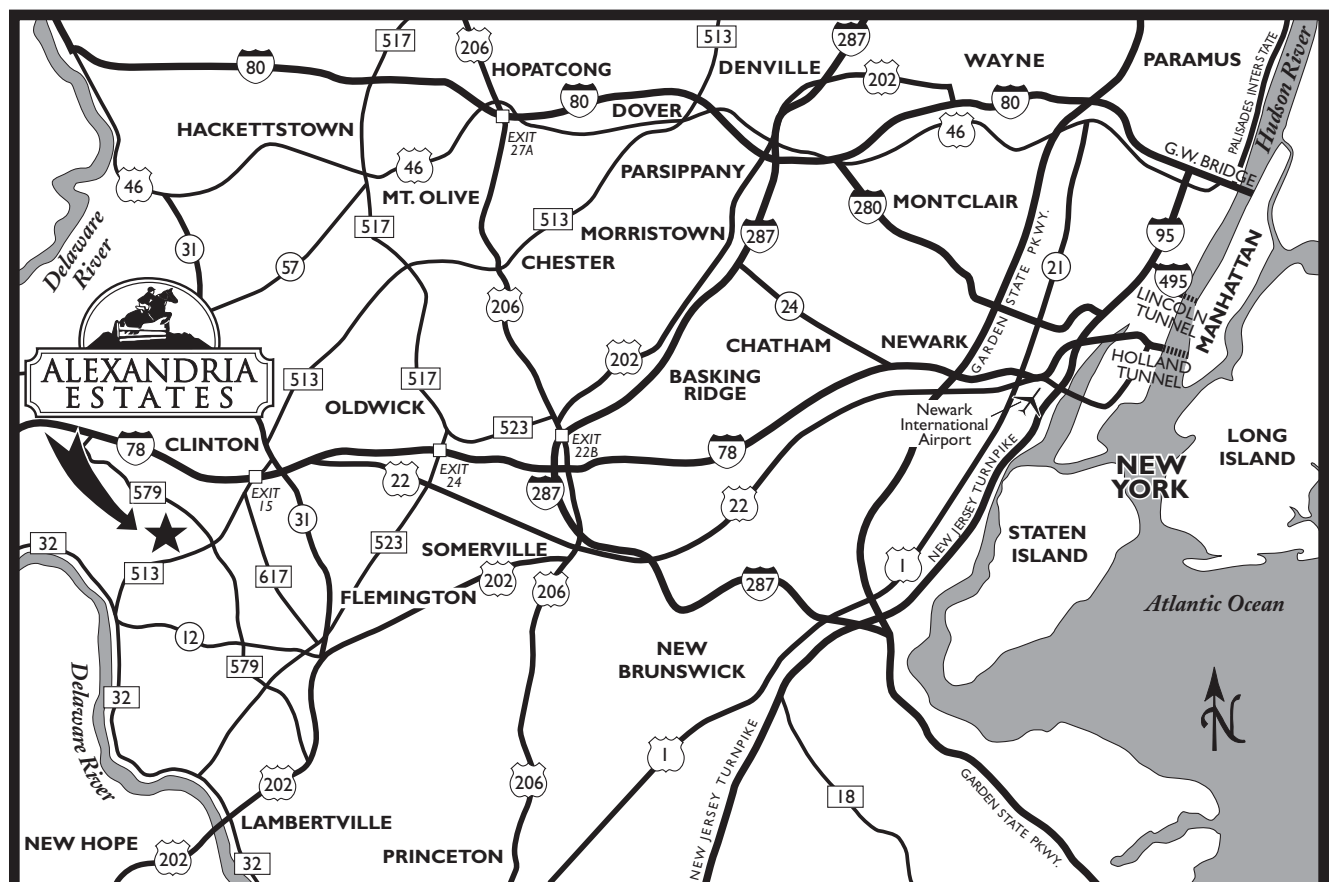 517
206
513
287
80
HOPATCONG
DENVILLE
202
WAYNE
PARAMUS
PALISADES INTERSTATE
Hudson River
80
DOVER
80
HACKETTSTOWN
EXIT
27A
46
G.W. BRIDGE
46
46
MT. OLIVE
PARSIPPANY
280
MONTCLAIR
517
513
MORRISTOWN
287
95
Delaware
River
31
57
CHESTER
GARDEN STATE PKWY.
21
495
LINCOLN
TUNNEL
MANHATTAN
206
24
ALEXANDRIA
ESTATES
513
517
202
CHATHAM
NEWARK
HOLLAND
TUNNEL
BASKING
RIDGE
OLDWICK
523
Newark
International
Airport
78
CLINTON
EXIT
22B
78
LONG
ISLAND
EXIT
15
EXIT
24
22
287
22
NEW JERSEY TURNPIKE
NEW
YORK
579
31
32
523
SOMERVILLE
STATEN
ISLAND
513
617
202
206
287
1
FLEMINGTON
Atlantic Ocean
12
579
NEW
BRUNSWICK
Delaware River
32
N
1
NEW JERSEY TURNPIKE
202
206
18
GARDEN STATE PKWY.
LAMBERTVILLE
NEW HOPE
202
32
PRINCETON